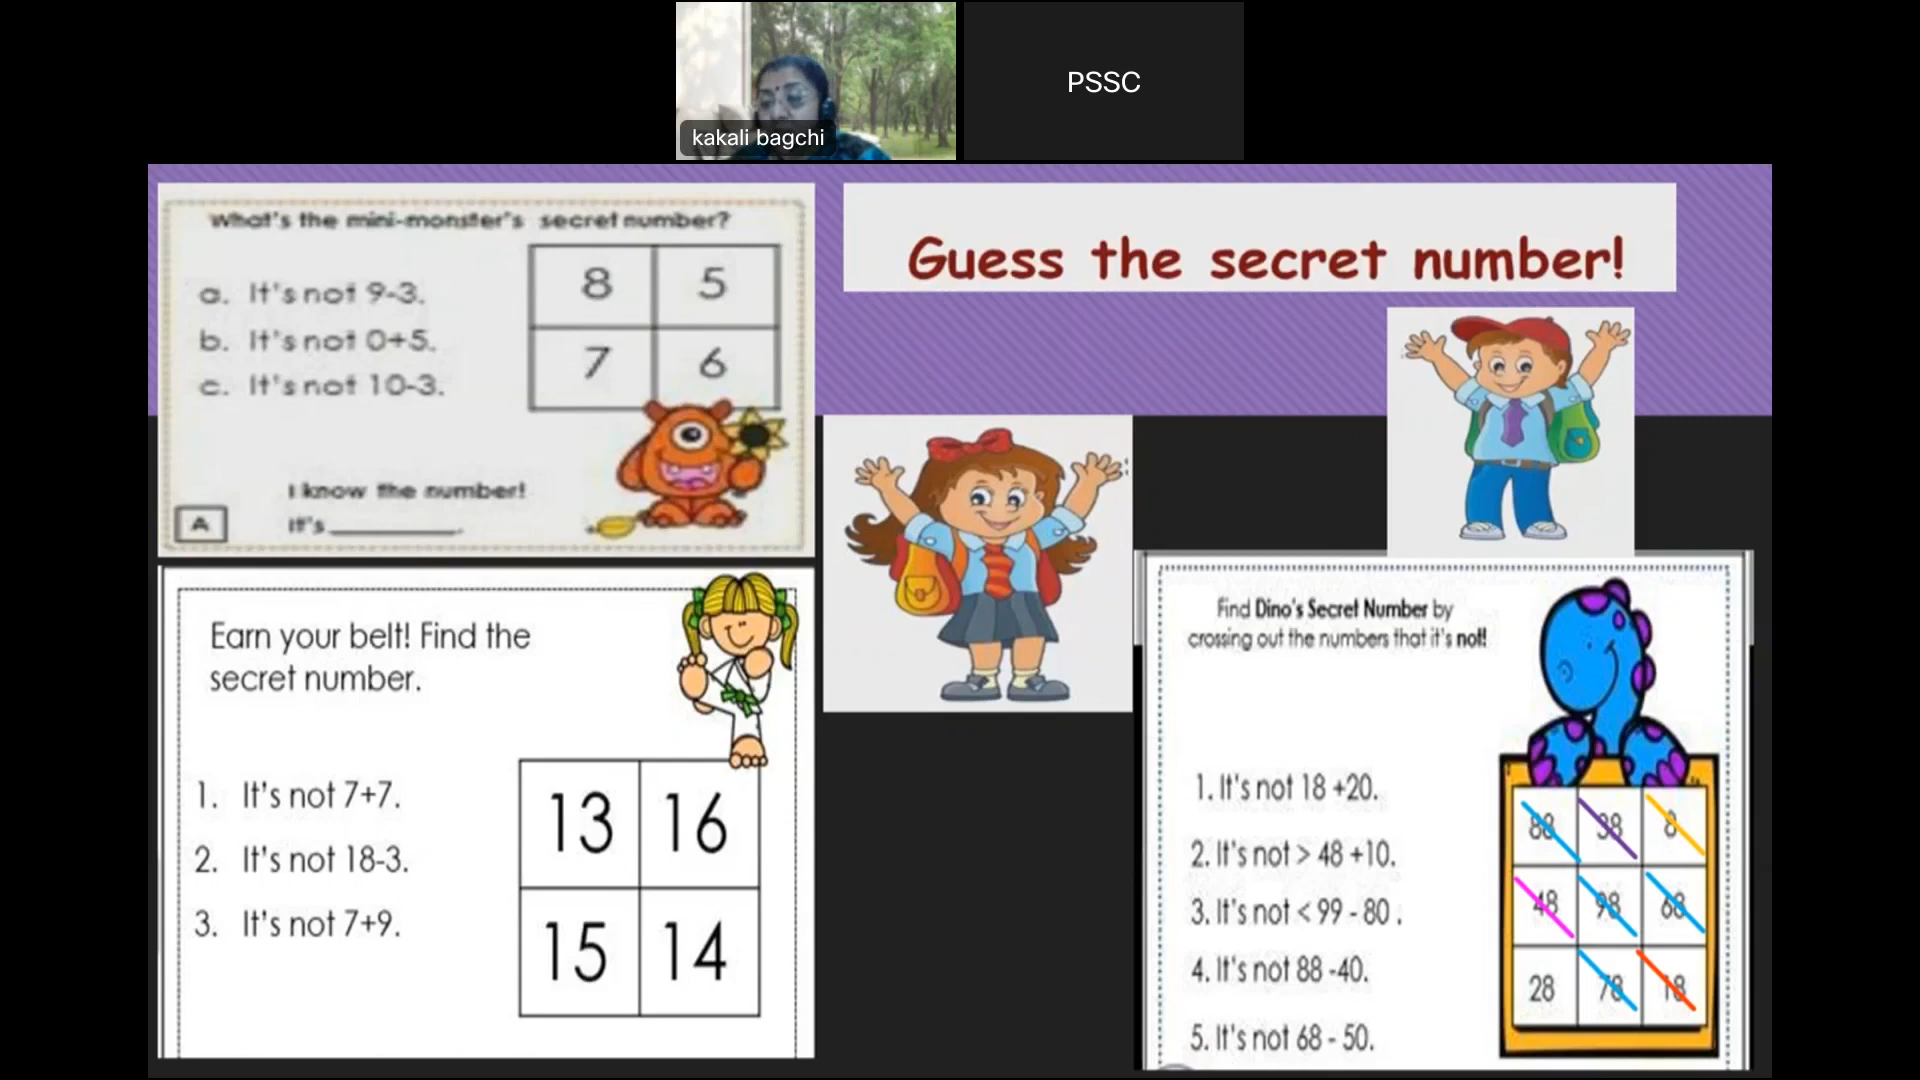 PSSC
kakali bagchi
What's the mini-monster's secret number?
a. It's not 9-3.
b. It's not 0+5.
c. It's not 10-3.
8 5
7 6
I know the number!
It's ________.
A
Guess the secret number!
Earn your belt! Find the
secret number.
1. It's not 7+7.
2. It's not 18-3.
3. It's not 7+9.
13 16
15 14
Find Dino's Secret Number by
crossing out the numbers that it's not!
1. It's not 18 +20.
2. It's not > 48 +10.
3. It's not < 99 - 80 .
4. It's not 88 -40.
5. It's not 68 - 50.
88 38 8
48 98 68
28 78 18